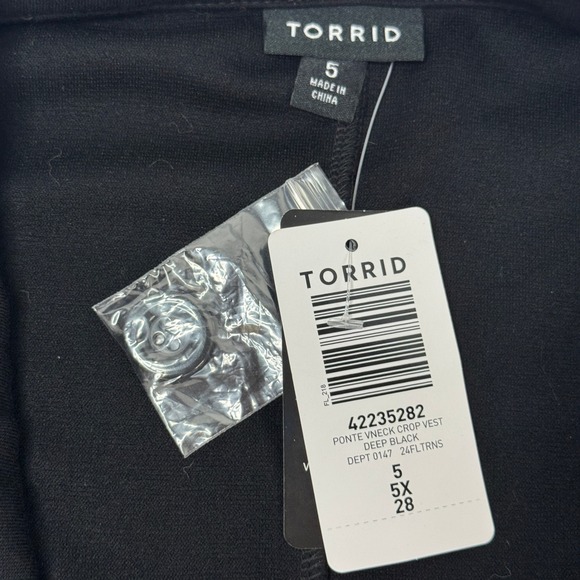 TORRID
5
MADE IN
CHINA
TORRID
FL_218
42235282
PONTE VNECK CROP VEST
DEEP BLACK
DEPT 0147 24FLTRNS
5
5X
28